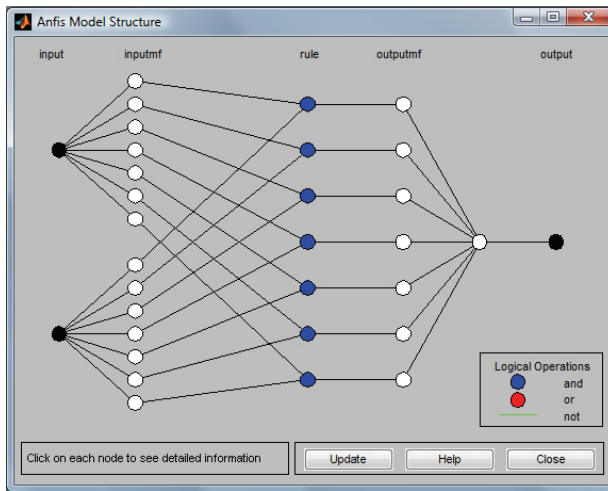 Anfis Model Structure
input inputmf rule outputmf output
Logical Operations
and
or
not
Click on each node to see detailed information
Update Help Close